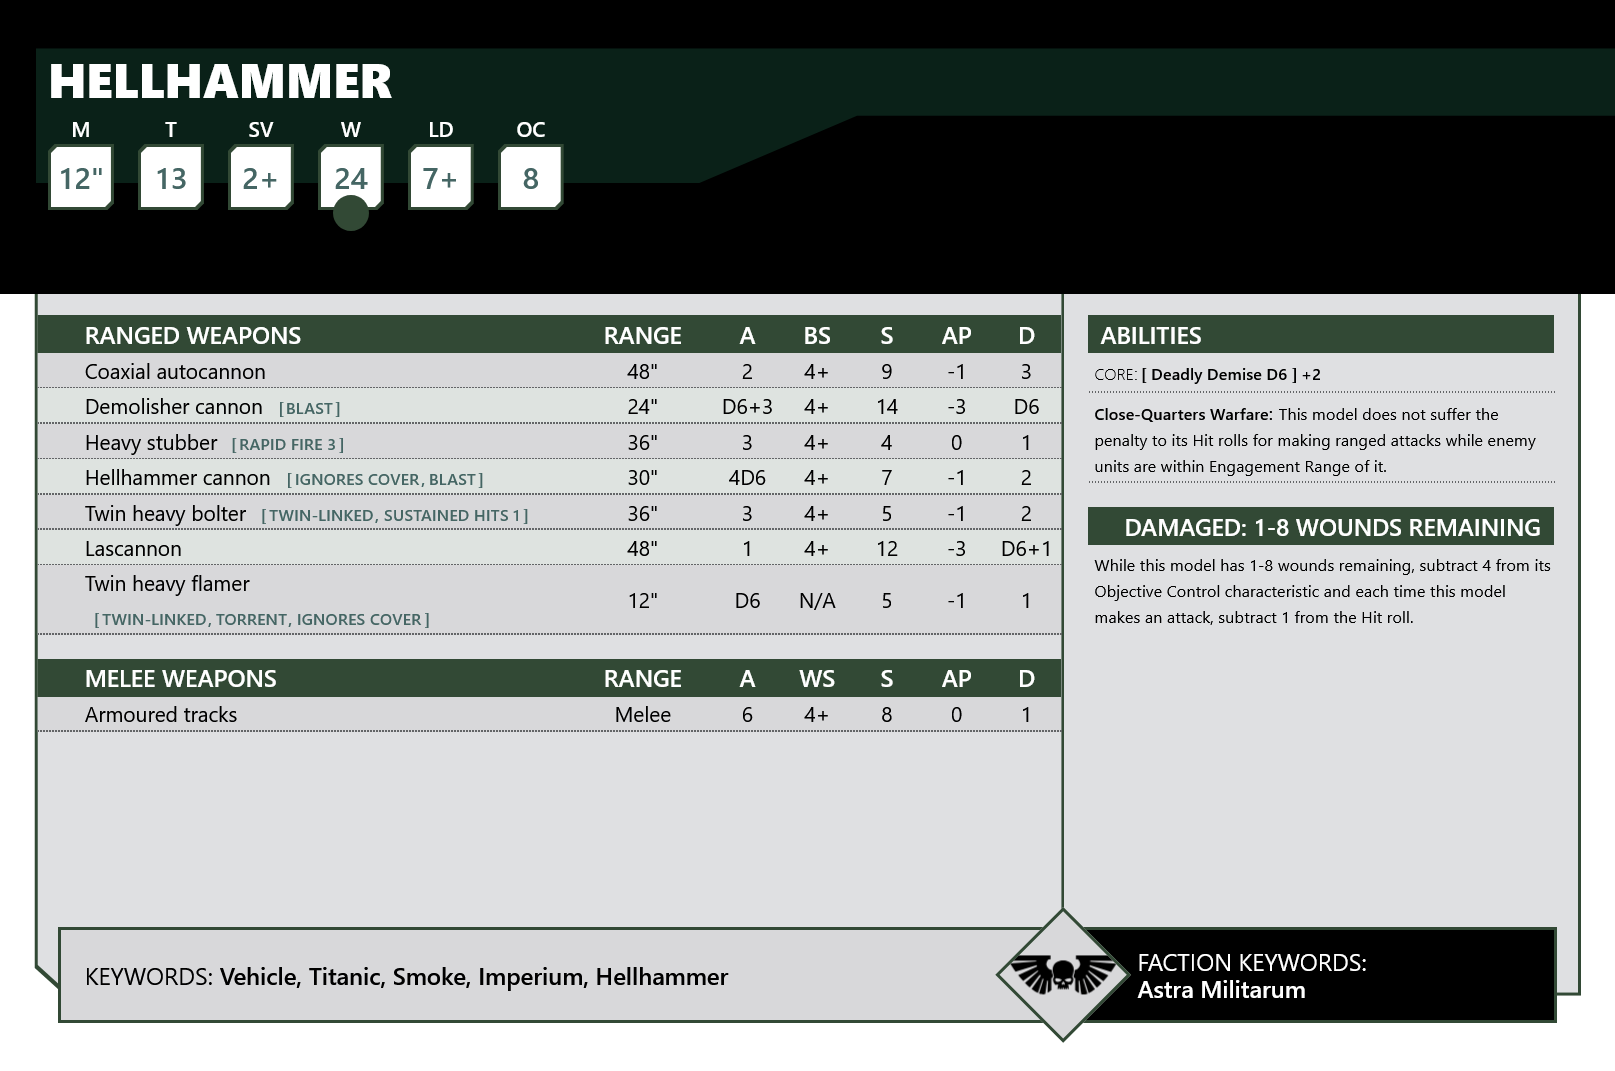 HELLHAMMER
M T SV W LD OC
12" 13 2+ 24 7+ 8
RANGED WEAPONS RANGE A BS S AP D
Coaxial autocannon 48" 2 4+ 9 -1 3
Demolisher cannon [BLAST] 24" D6+3 4+ 14 -3 D6
Heavy stubber [RAPID FIRE 3] 36" 3 4+ 4 0 1
Hellhammer cannon [IGNORES COVER, BLAST] 30" 4D6 4+ 7 -1 2
Twin heavy bolter [TWIN-LINKED, SUSTAINED HITS 1] 36" 3 4+ 5 -1 2
Lascannon 48" 1 4+ 12 -3 D6+1
Twin heavy flamer
[TWIN-LINKED, TORRENT, IGNORES COVER] 12" D6 N/A 5 -1 1
MELEE WEAPONS RANGE A WS S AP D
Armoured tracks Melee 6 4+ 8 0 1
ABILITIES
CORE: [ Deadly Demise D6 ] +2
Close-Quarters Warfare: This model does not suffer the
penalty to its Hit rolls for making ranged attacks while enemy
units are within Engagement Range of it.
DAMAGED: 1-8 WOUNDS REMAINING
While this model has 1-8 wounds remaining, subtract 4 from its
Objective Control characteristic and each time this model
makes an attack, subtract 1 from the Hit roll.
KEYWORDS: Vehicle, Titanic, Smoke, Imperium, Hellhammer
FACTION KEYWORDS:
Astra Militarum